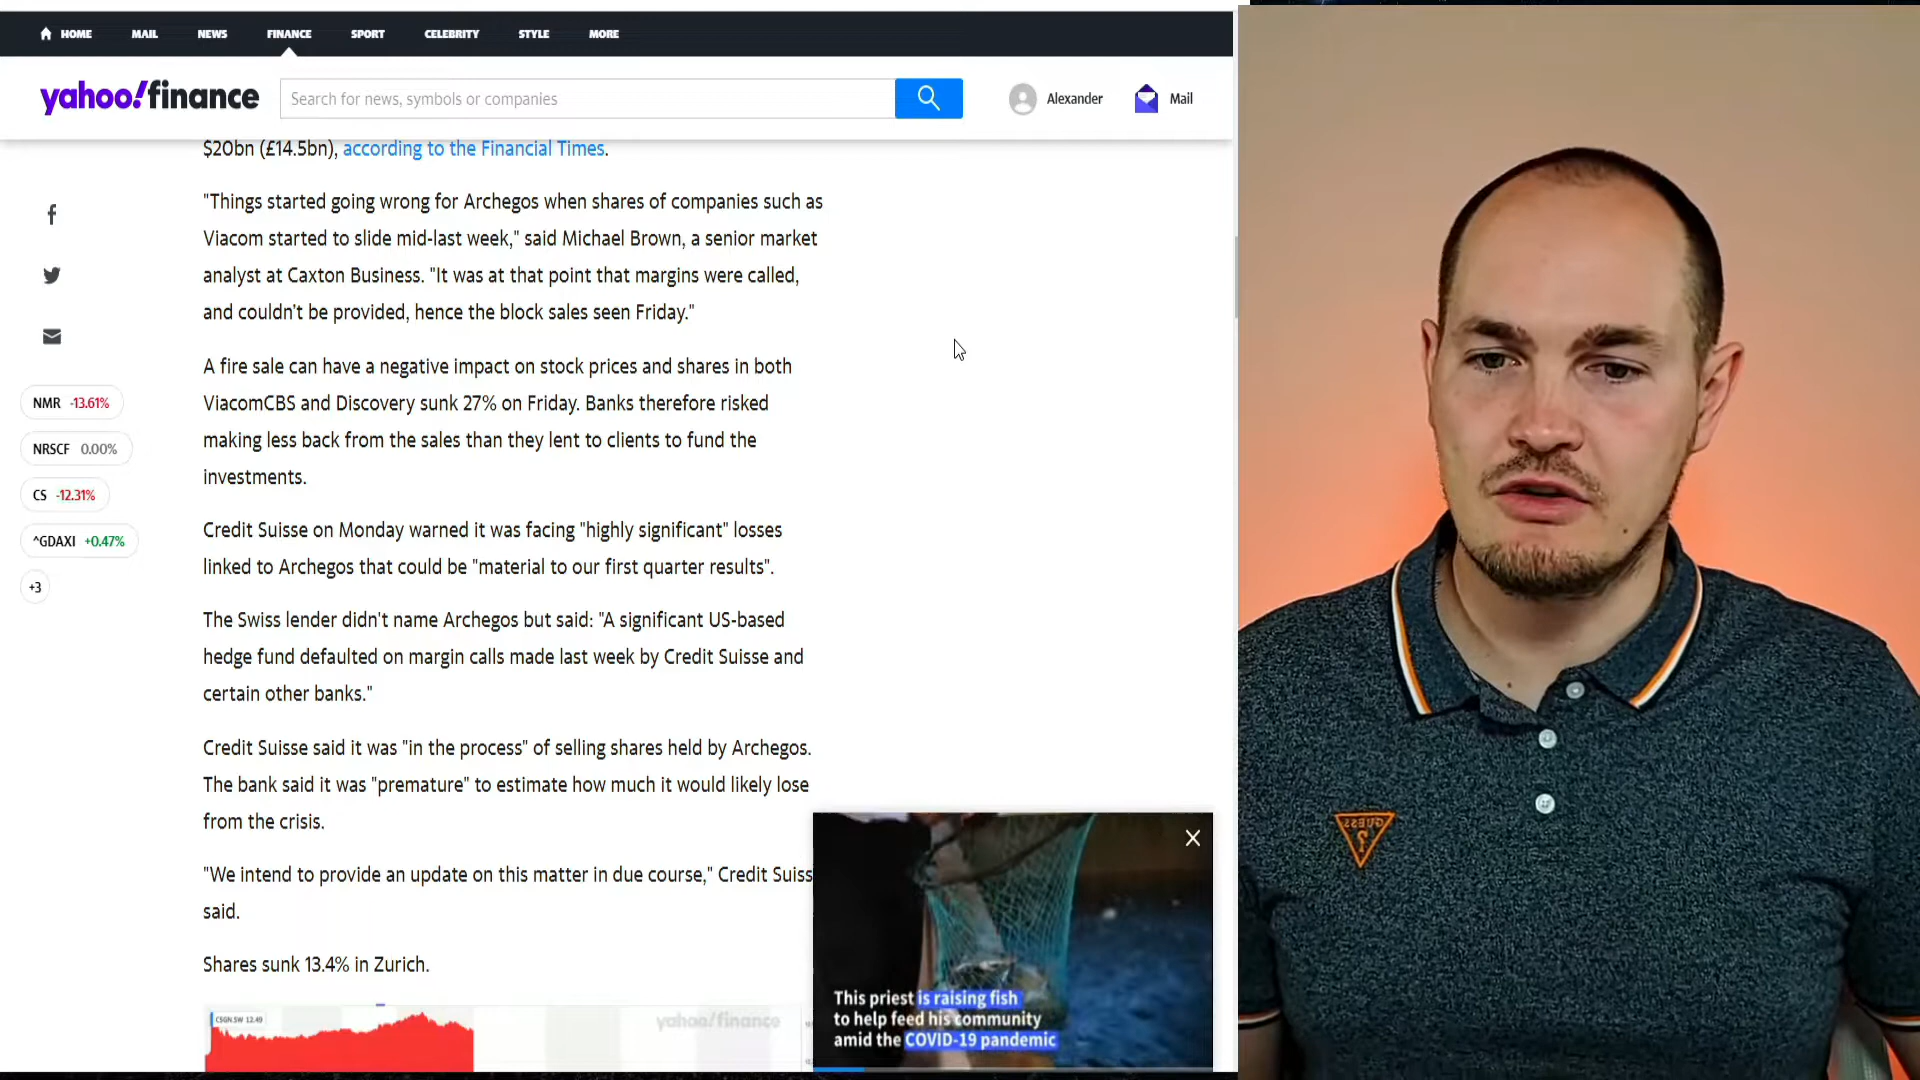 HOME MAIL NEWS FINANCE SPORT CELEBRITY STYLE MORE
yahoo!finance Search for news, symbols or companies Alexander Mail
$20bn (£14.5bn), according to the Financial Times.
"Things started going wrong for Archegos when shares of companies such as
Viacom started to slide mid-last week," said Michael Brown, a senior market
analyst at Caxton Business. "It was at that point that margins were called,
and couldn't be provided, hence the block sales seen Friday."
A fire sale can have a negative impact on stock prices and shares in both
ViacomCBS and Discovery sunk 27% on Friday. Banks therefore risked
making less back from the sales than they lent to clients to fund the
investments.
Credit Suisse on Monday warned it was facing "highly significant" losses
linked to Archegos that could be "material to our first quarter results".
The Swiss lender didn't name Archegos but said: "A significant US-based
hedge fund defaulted on margin calls made last week by Credit Suisse and
certain other banks."
Credit Suisse said it was "in the process" of selling shares held by Archegos.
The bank said it was "premature" to estimate how much it would likely lose
from the crisis.
"We intend to provide an update on this matter in due course," Credit Suiss
said.
Shares sunk 13.4% in Zurich.
NMR -13.61%
NRSCF 0.00%
CS -12.31%
^GDAXI +0.47%
+3
CSGN.SW 12.49
yahoo/finance
This priest is raising fish
to help feed his community
amid the COVID-19 pandemic
GUESS
?